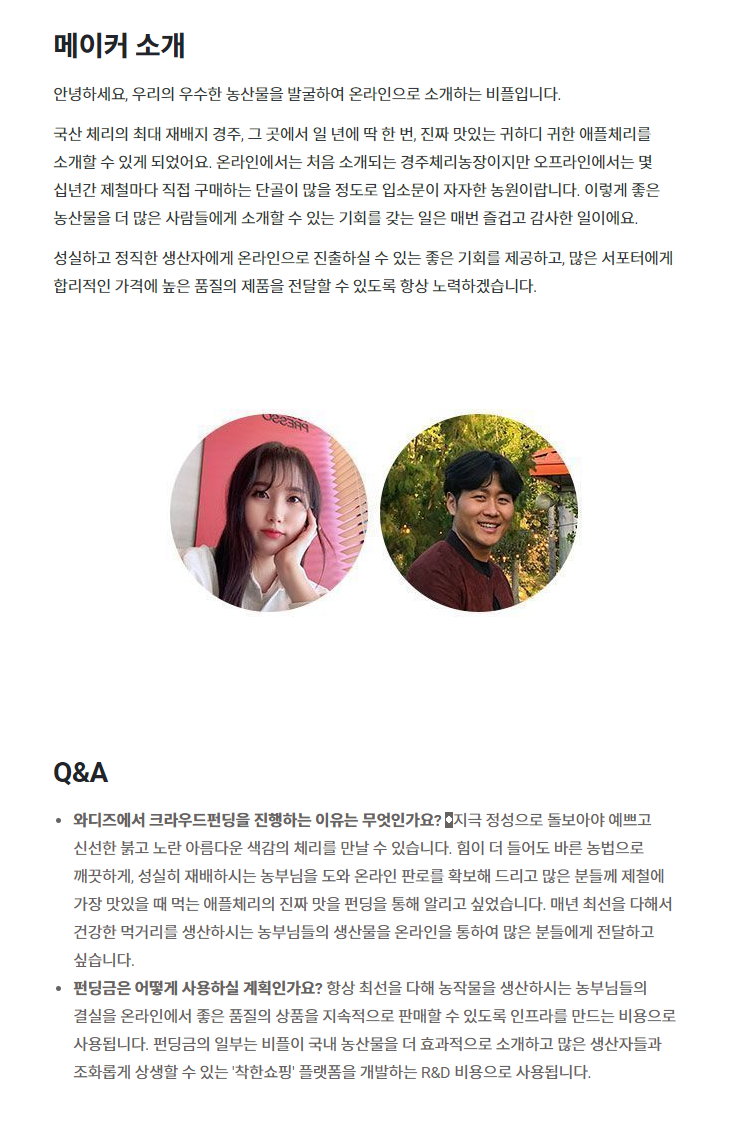 메이커 소개
안녕하세요, 우리의 우수한 농산물을 발굴하여 온라인으로 소개하는 비플입니다.
국산 체리의 최대 재배지 경주, 그 곳에서 일 년에 딱 한 번, 진짜 맛있는 귀하디 귀한 애플체리를
소개할 수 있게 되었어요. 온라인에서는 처음 소개되는 경주체리농장이지만 오프라인에서는 몇
십년간 제철마다 직접 구매하는 단골이 많을 정도로 입소문이 자자한 농원이랍니다. 이렇게 좋은
농산물을 더 많은 사람들에게 소개할 수 있는 기회를 갖는 일은 매번 즐겁고 감사한 일이에요.
성실하고 정직한 생산자에게 온라인으로 진출하실 수 있는 좋은 기회를 제공하고, 많은 서포터에게
합리적인 가격에 높은 품질의 제품을 전달할 수 있도록 항상 노력하겠습니다.
PRESSO
Q&A
• 와디즈에서 크라우드펀딩을 진행하는 이유는 무엇인가요? 지극 정성으로 돌보아야 예쁘고
신선한 붉고 노란 아름다운 색감의 체리를 만날 수 있습니다. 힘이 더 들어도 바른 농법으로
깨끗하게, 성실히 재배하시는 농부님을 도와 온라인 판로를 확보해 드리고 많은 분들께 제철에
가장 맛있을 때 먹는 애플체리의 진짜 맛을 펀딩을 통해 알리고 싶었습니다. 매년 최선을 다해서
건강한 먹거리를 생산하시는 농부님들의 생산물을 온라인을 통하여 많은 분들에게 전달하고
싶습니다.
• 펀딩금은 어떻게 사용하실 계획인가요? 항상 최선을 다해 농작물을 생산하시는 농부님들의
결실을 온라인에서 좋은 품질의 상품을 지속적으로 판매할 수 있도록 인프라를 만드는 비용으로
사용됩니다. 펀딩금의 일부는 비플이 국내 농산물을 더 효과적으로 소개하고 많은 생산자들과
조화롭게 상생할 수 있는 '착한쇼핑' 플랫폼을 개발하는 R&D 비용으로 사용됩니다.